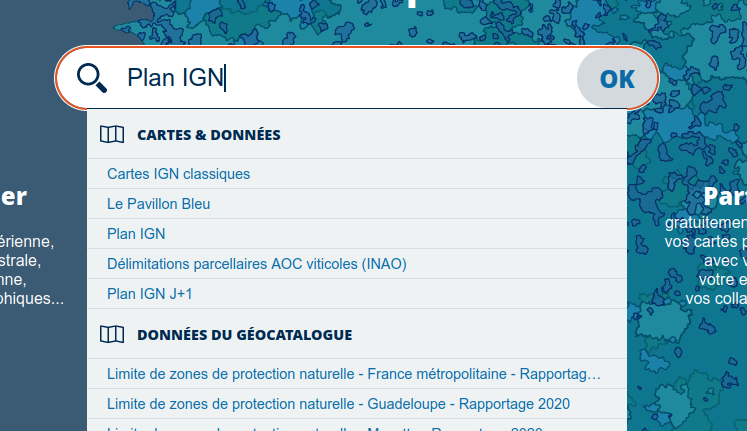 Plan IGN
OK
CARTES & DONNÉES
Cartes IGN classiques
Le Pavillon Bleu
Plan IGN
Délimitations parcellaires AOC viticoles (INAO)
Plan IGN J+1
DONNÉES DU GÉOCATALOGUE
Limite de zones de protection naturelle - France métropolitaine - Rapportag…
Limite de zones de protection naturelle - Guadeloupe - Rapportage 2020
er
érienne,
strale,
nne,
phiques...
Par
gratuitemen
vos cartes p
avec v
votre e
vos colla